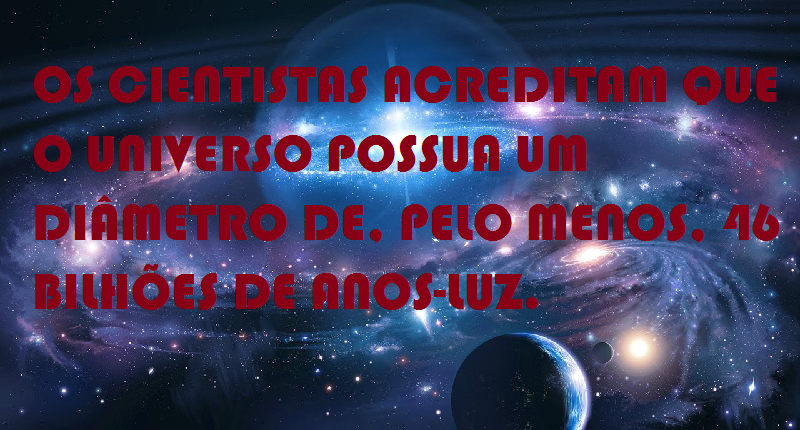 OS CIENTISTAS ACREDITAM QUE
O UNIVERSO POSSUA UM
DIÂMETRO DE, PELO MENOS, 46
BILHÕES DE ANOS-LUZ.